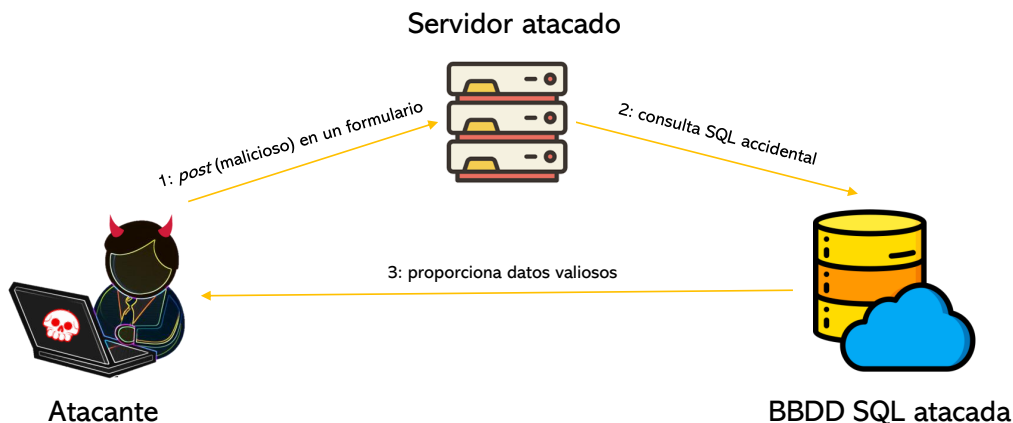 Servidor atacado
1: post (malicioso) en un formulario
2: consulta SQL accidental
3: proporciona datos valiosos
Atacante
BBDD SQL atacada